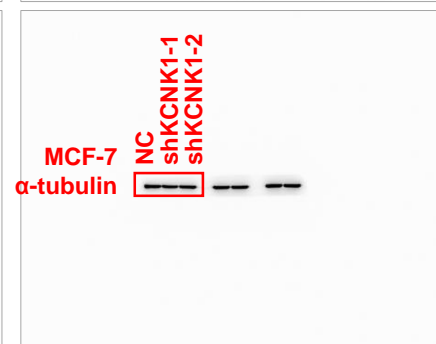 NC
shKCNK1-1
shKCNK1-2
MCF-7
α-tubulin